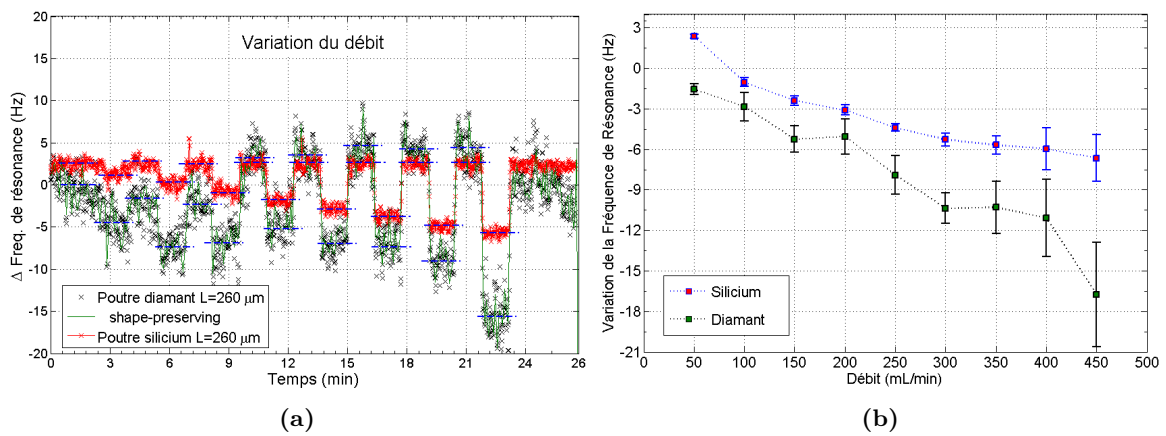 Variation du débit
Δ Freq. de résonance (Hz)
20
15
10
5
0
-5
-10
-15
-20
Poutre diamant L=260 μm
shape-preserving
Poutre silicium L=260 μm
0 3 6 9 12 15 18 21 24 26
Temps (min)
(a)
Variation de la Fréquence de Résonance (Hz)
3
0
-3
-6
-9
-12
-15
-18
-21
Silicium
Diamant
0 50 100 150 200 250 300 350 400 450 500
Débit (mL/min)
(b)